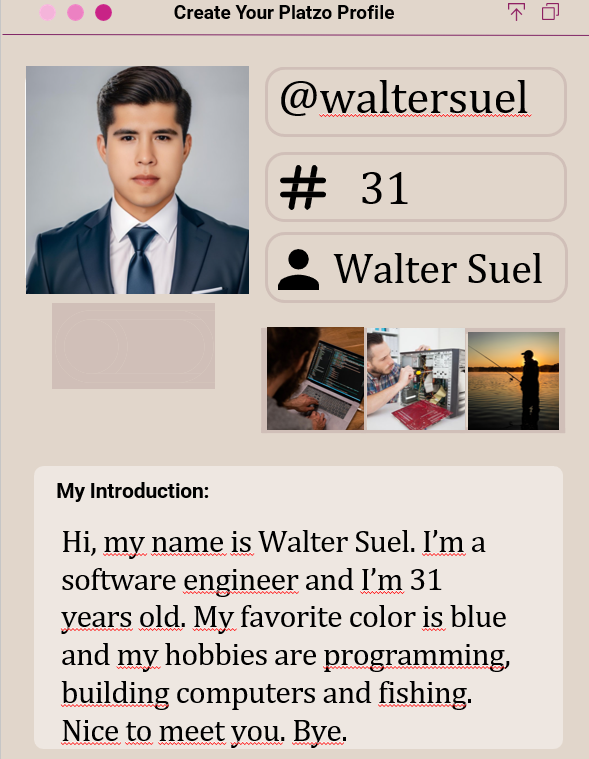 Create Your Platzo Profile
@waltersuel
# 31
Walter Suel
My Introduction:
Hi, my name is Walter Suel. I’m a
software engineer and I’m 31
years old. My favorite color is blue
and my hobbies are programming,
building computers and fishing.
Nice to meet you. Bye.